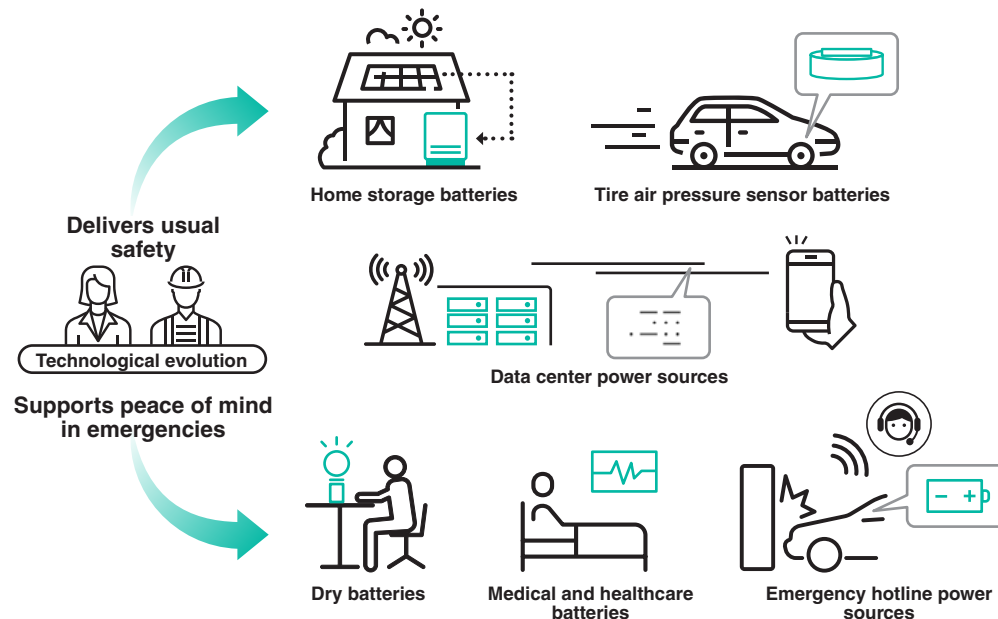 Home storage batteries
Tire air pressure sensor batteries
Delivers usual
safety
Technological evolution
Data center power sources
Supports peace of mind
in emergencies
Dry batteries
Medical and healthcare
batteries
Emergency hotline power
sources